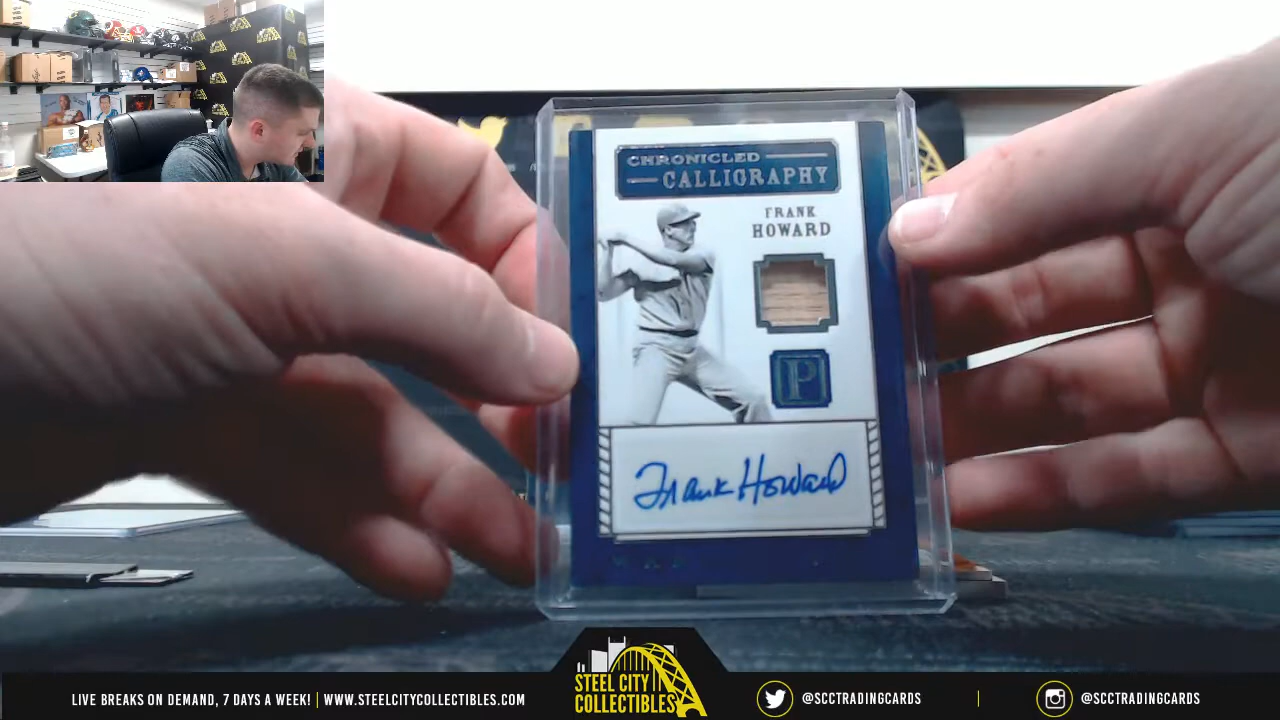 CHRONICLED
CALLIGRAPHY
FRANK
HOWARD
P
Frank Howard
LIVE BREAKS ON DEMAND, 7 DAYS A WEEK! | WWW.STEELCITYCOLLECTIBLES.COM
STEEL CITY
COLLECTIBLES
@SCCTRADINGCARDS
@SCCTRADINGCARDS